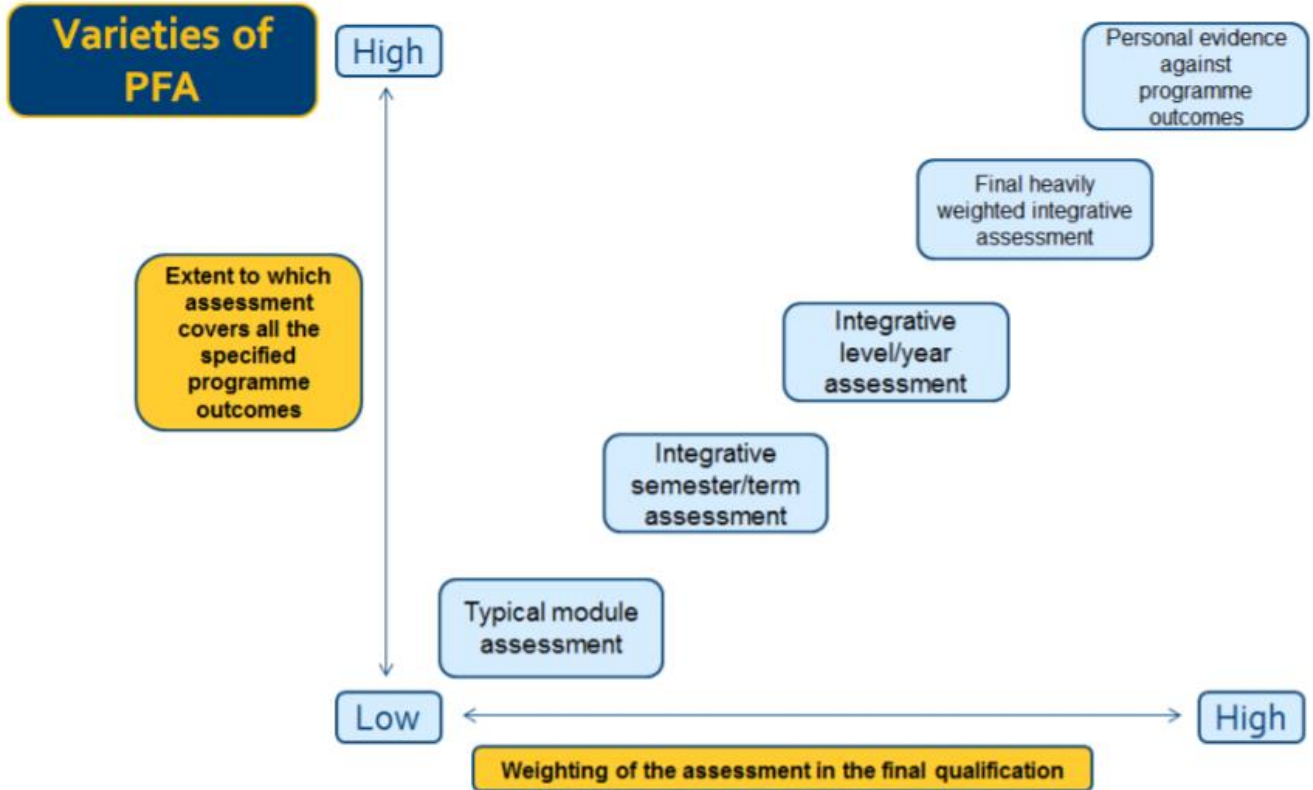 Varieties of
PFA
High
Personal evidence
against
programme
outcomes
Final heavily
weighted integrative
assessment
Extent to which
assessment
covers all the
specified
programme
outcomes
Integrative
level/year
assessment
Integrative
semester/term
assessment
Typical module
assessment
Low
High
Weighting of the assessment in the final qualification